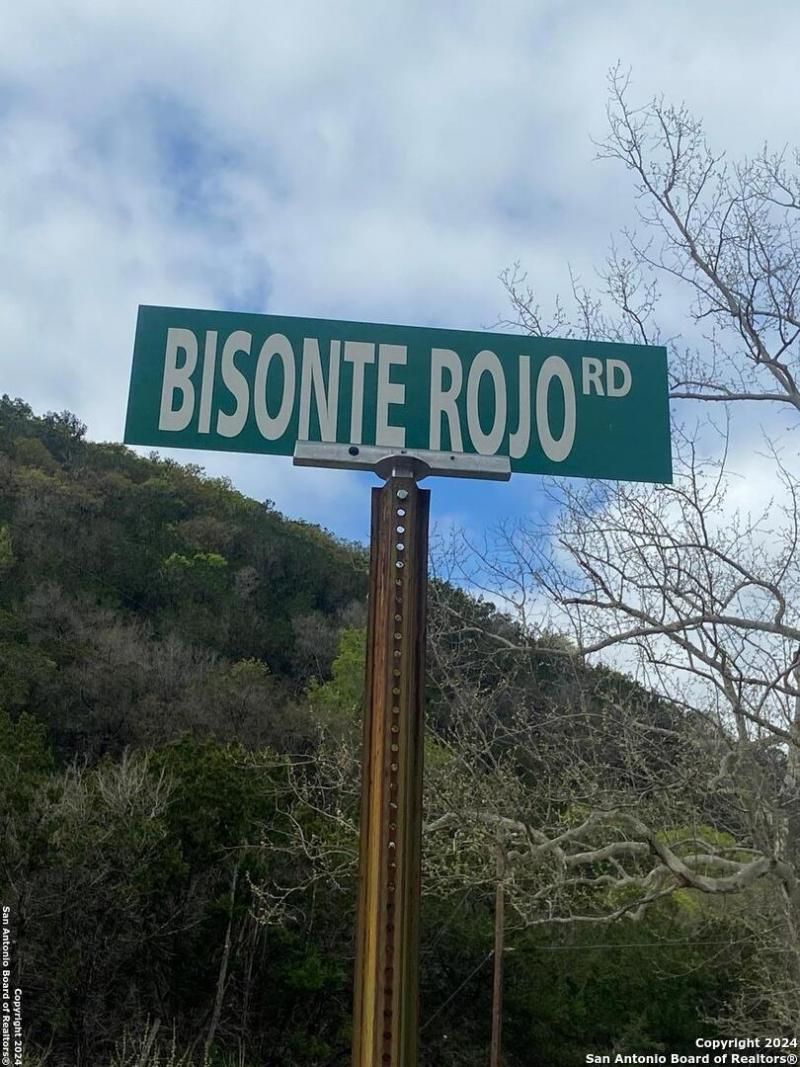 BISONTE ROJO RD
Copyright 2024
San Antonio Board of Realtors®
Copyright 2024
San Antonio Board of Realtors®